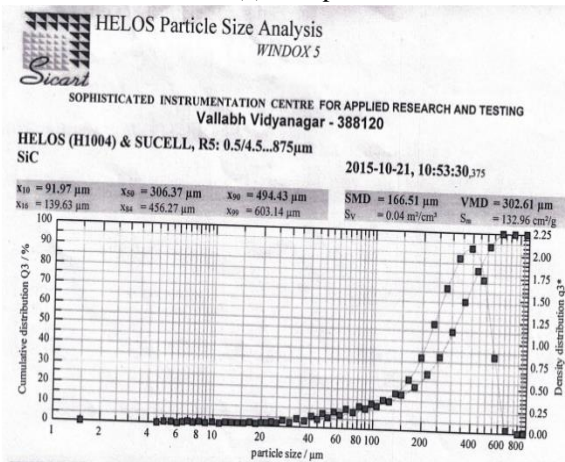 HELOS Particle Size Analysis
WINDOX 5
Sicart
SOPHISTICATED INSTRUMENTATION CENTRE FOR APPLIED RESEARCH AND TESTING
Vallabh Vidyanagar - 388120
HELOS (H1004) & SUCELL, R5: 0.5/4.5...875µm
SiC
2015-10-21, 10:53:30,375
x10 = 91.97 µm x50 = 306.37 µm x90 = 494.43 µm SMD = 166.51 µm VMD = 302.61 µm
x16 = 139.63 µm x84 = 456.27 µm x99 = 603.14 µm Sv = 0.04 m²/cm³ Sm = 132.96 cm²/g
Cumulative distribution Q3 / %
100
90
80
70
60
50
40
30
20
10
0
2.25
2.00
1.75
1.50
1.25
1.00
0.75
0.50
0.25
0.00
Density distribution q3*
1 2 4 6 8 10 20 40 60 80 100 200 400 600 800
particle size / µm